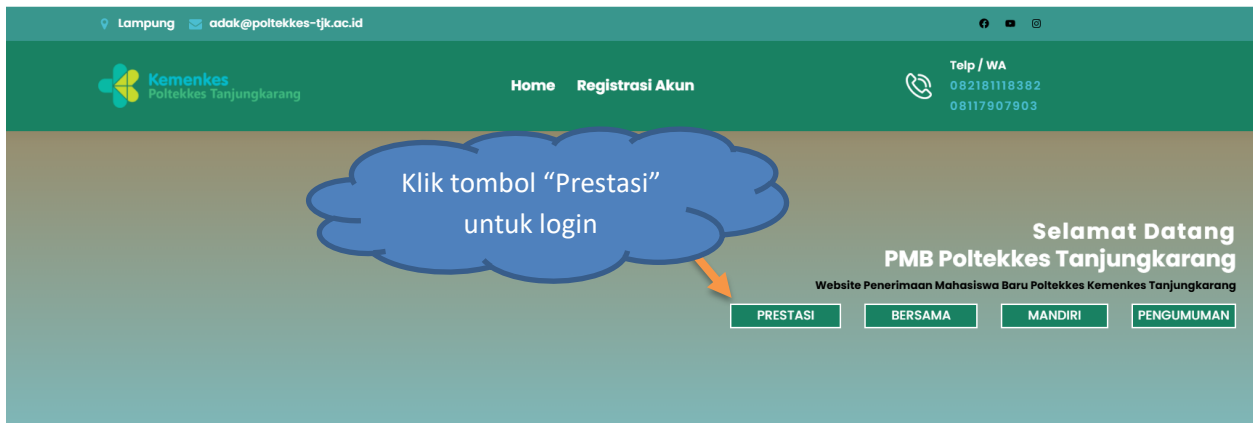 Lampung adak@poltekkes-tjk.ac.id
Kemenkes
Poltekkes Tanjungkarang
Home Registrasi Akun
Telp / WA
082181118382
08117907903
Klik tombol “Prestasi”
untuk login
Selamat Datang
PMB Poltekkes Tanjungkarang
Website Penerimaan Mahasiswa Baru Poltekkes Kemenkes Tanjungkarang
PRESTASI BERSAMA MANDIRI PENGUMUMAN